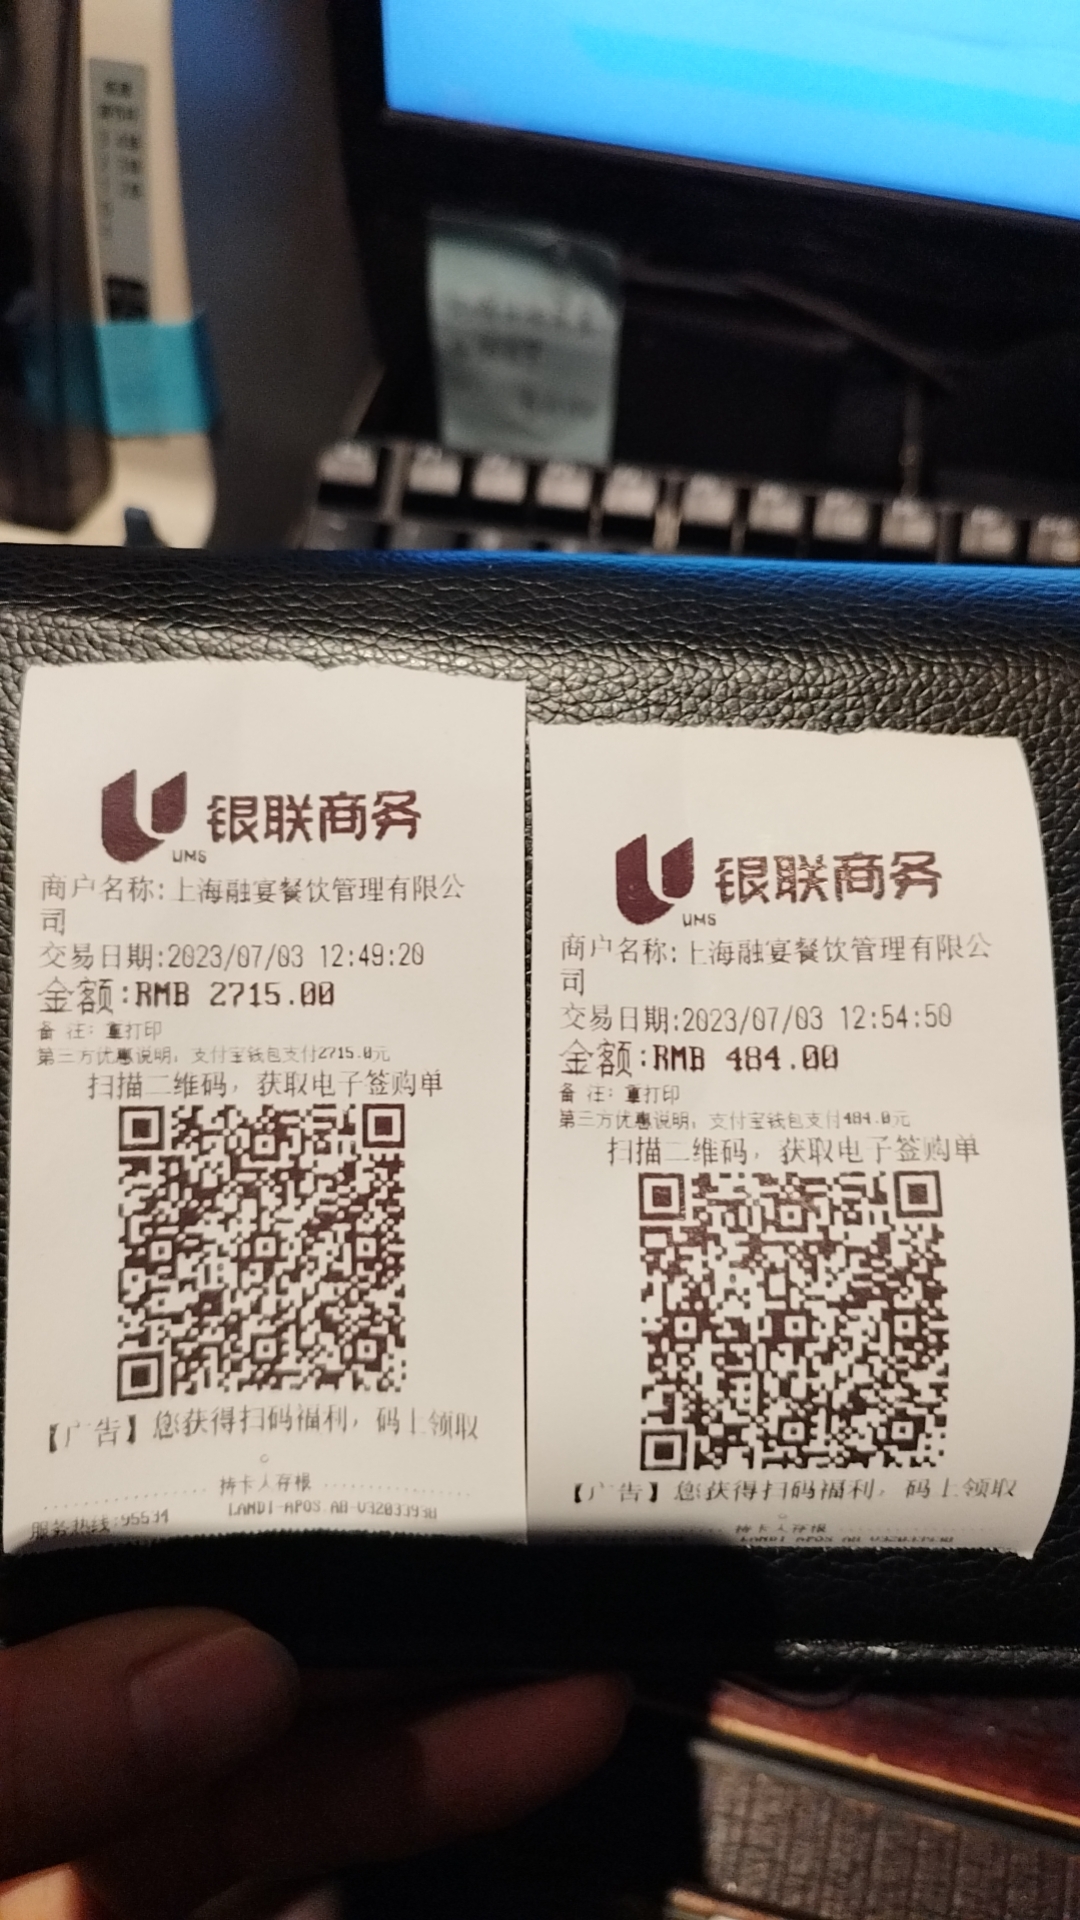 银联商务
UMS
商户名称:上海融宴餐饮管理有限公
司
交易日期:2023/07/03 12:49:20
金额:RMB 2715.00
备 注: 重打印
第三方优惠说明: 支付宝钱包支付2715.0元
扫描二维码，获取电子签购单
【广告】您获得扫码福利，码上领取
持卡人存根
服务热线:95534
银联商务
UMS
商户名称:上海融宴餐饮管理有限公
司
交易日期:2023/07/03 12:54:50
金额:RMB 484.00
备 注: 重打印
第三方优惠说明: 支付宝钱包支付484.0元
扫描二维码，获取电子签购单
【广告】您获得扫码福利，码上领取
持卡人存根